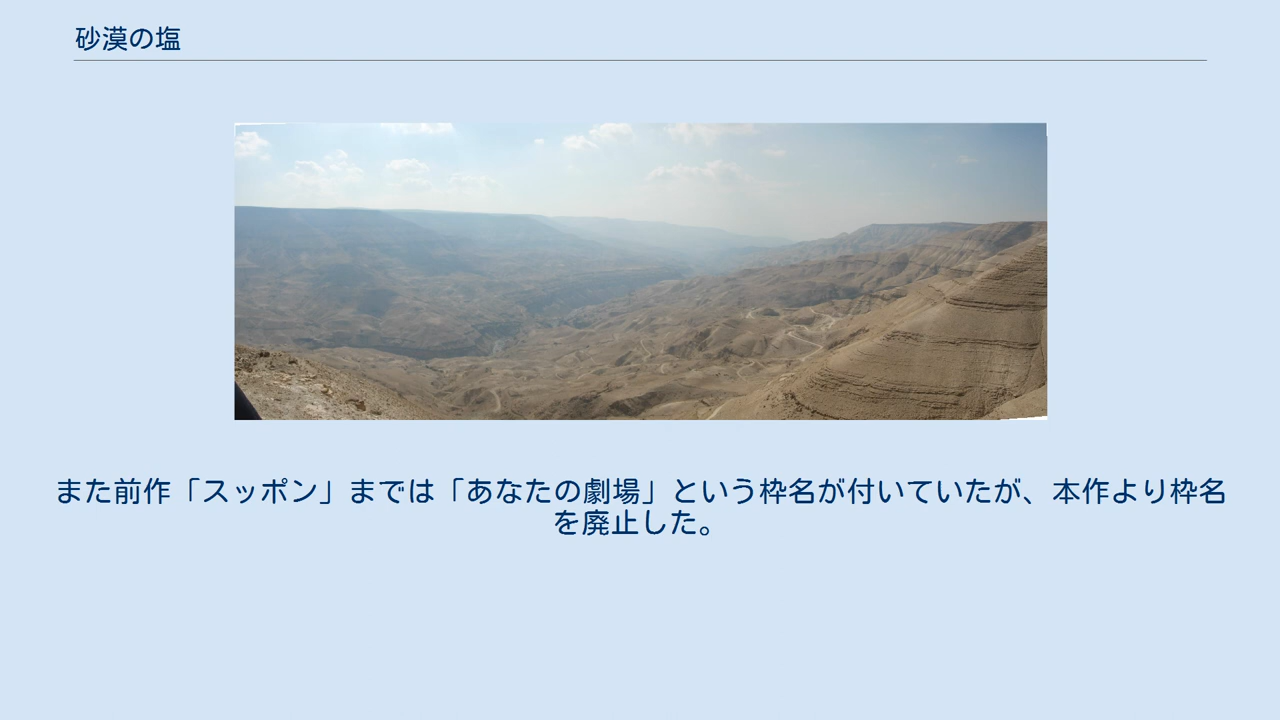 砂漠の塩
また前作「スッポン」までは「あなたの劇場」という枠名が付いていたが、本作より枠名
を廃止した。